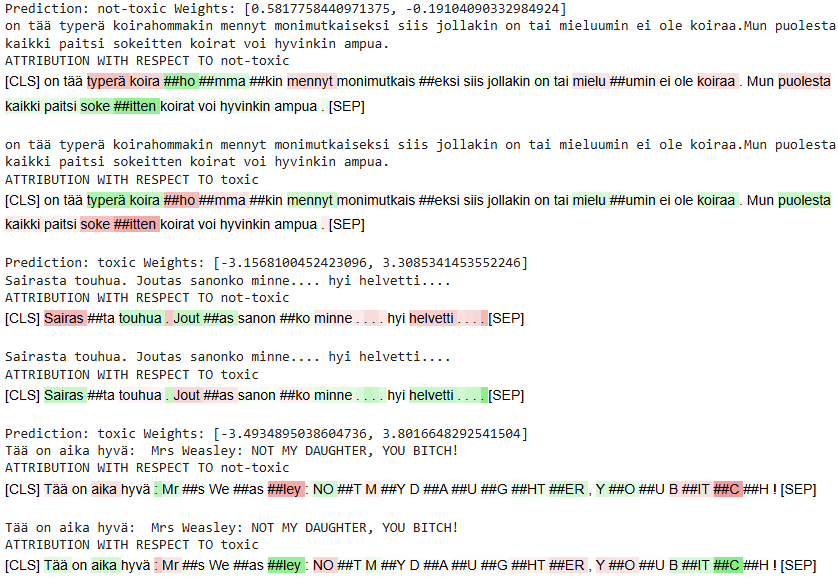 Prediction: not-toxic Weights: [0.5817758440971375, -0.19104090332984924]
on tää typerä koirahommakin mennyt monimutkaiseksi siis jollakin on tai mieluumin ei ole koiraa.Mun puolesta
kaikki paitsi sokeitten koirat voi hyvinkin ampua.
ATTRIBUTION WITH RESPECT TO not-toxic
[CLS] on tää typerä koira ##ho ##mma ##kin mennyt monimutkais ##eksi siis jollakin on tai mielu ##umin ei ole koiraa . Mun puolesta
kaikki paitsi soke ##itten koirat voi hyvinkin ampua . [SEP]
on tää typerä koirahommakin mennyt monimutkaiseksi siis jollakin on tai mieluumin ei ole koiraa.Mun puolesta
kaikki paitsi sokeitten koirat voi hyvinkin ampua.
ATTRIBUTION WITH RESPECT TO toxic
[CLS] on tää typerä koira ##ho ##mma ##kin mennyt monimutkais ##eksi siis jollakin on tai mielu ##umin ei ole koiraa . Mun puolesta
kaikki paitsi soke ##itten koirat voi hyvinkin ampua . [SEP]
Prediction: toxic Weights: [-3.1568100452423096, 3.3085341453552246]
Sairasta touhua. Joutas sanonko minne.... hyi helvetti....
ATTRIBUTION WITH RESPECT TO not-toxic
[CLS] Sairas ##ta touhua . Jout ##as sanon ##ko minne . . . . hyi helvetti . . . . [SEP]
Sairasta touhua. Joutas sanonko minne.... hyi helvetti....
ATTRIBUTION WITH RESPECT TO toxic
[CLS] Sairas ##ta touhua . Jout ##as sanon ##ko minne . . . . hyi helvetti . . . . [SEP]
Prediction: toxic Weights: [-3.4934895038604736, 3.8016648292541504]
Tää on aika hyvä:  Mrs Weasley: NOT MY DAUGHTER, YOU BITCH!
ATTRIBUTION WITH RESPECT TO not-toxic
[CLS] Tää on aika hyvä : Mr ##s We ##as ##ley : NO ##T M ##Y D ##A ##U ##G ##HT ##ER , Y ##O ##U B ##IT ##C ##H ! [SEP]
Tää on aika hyvä:  Mrs Weasley: NOT MY DAUGHTER, YOU BITCH!
ATTRIBUTION WITH RESPECT TO toxic
[CLS] Tää on aika hyvä : Mr ##s We ##as ##ley : NO ##T M ##Y D ##A ##U ##G ##HT ##ER , Y ##O ##U B ##IT ##C ##H ! [SEP]